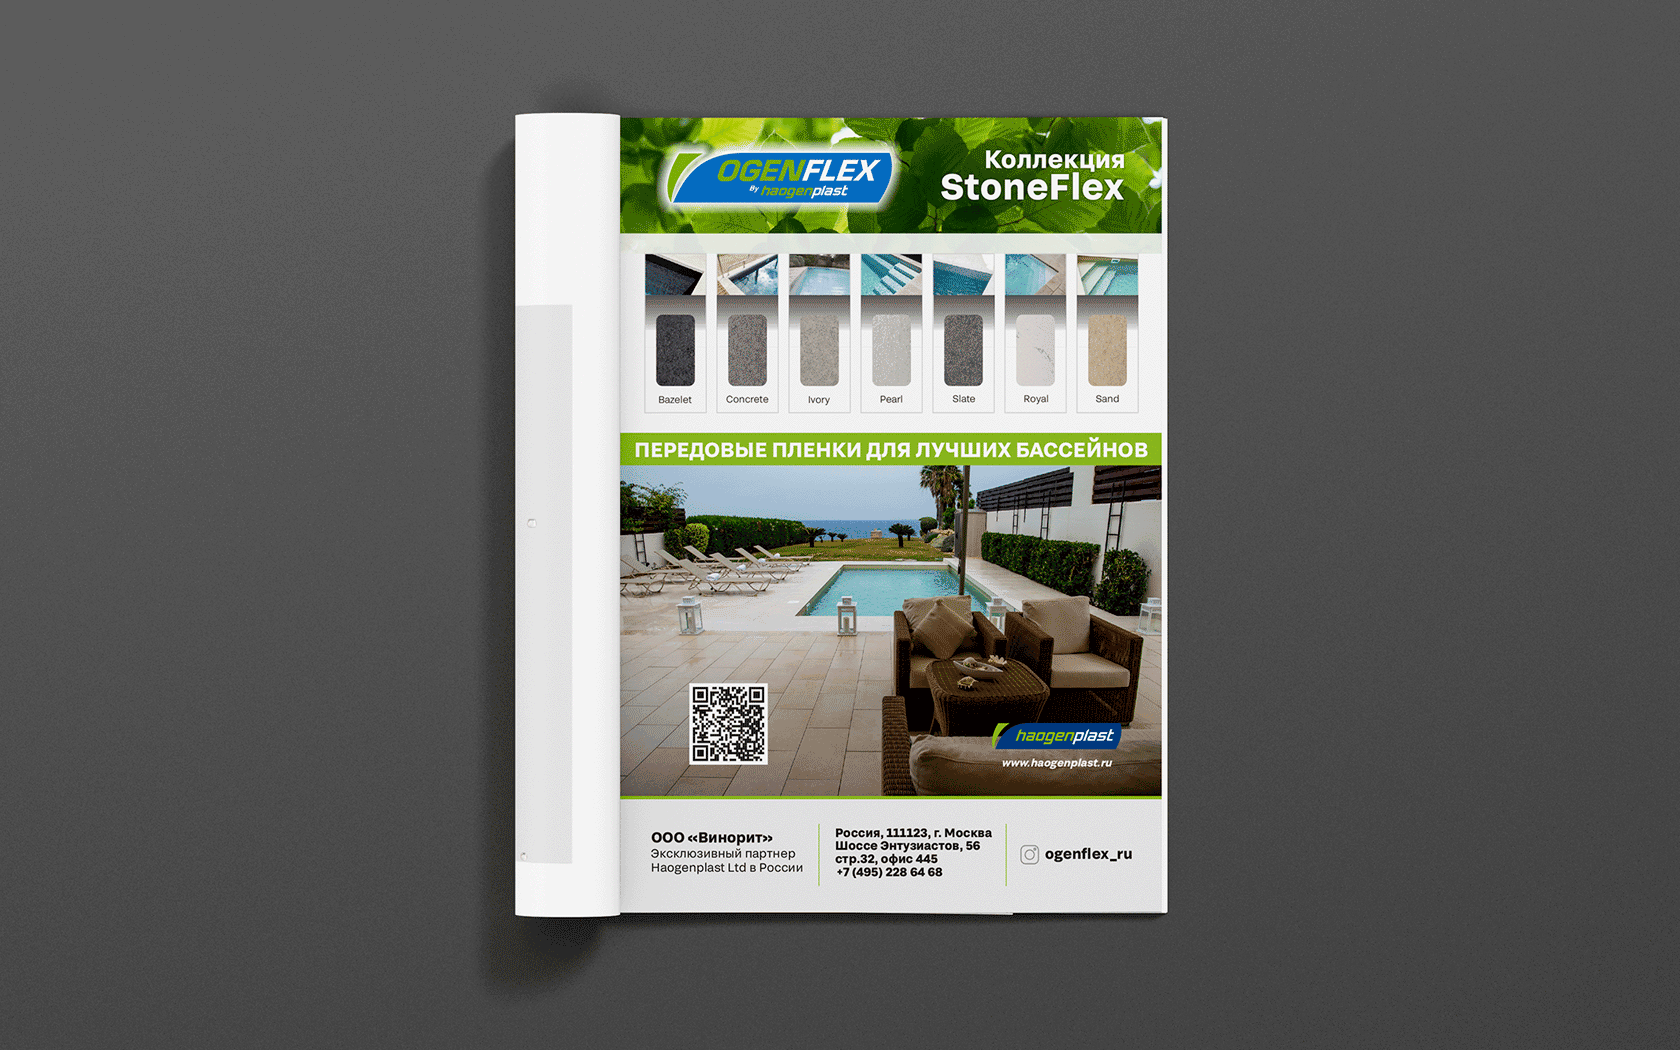 OGENFLEX
By haogenplast
Коллекция
StoneFlex
Bazelet
Concrete
Ivory
Pearl
Slate
Royal
Sand
ПЕРЕДОВЫЕ ПЛЕНКИ ДЛЯ ЛУЧШИХ БАССЕЙНОВ
haogenplast
www.haogenplast.ru
ООО «Винорит»
Эксклюзивный партнер
Haogenplast Ltd в России
Россия, 111123, г. Москва
Шоссе Энтузиастов, 56
стр.32, офис 445
+7 (495) 228 64 68
ogenflex_ru